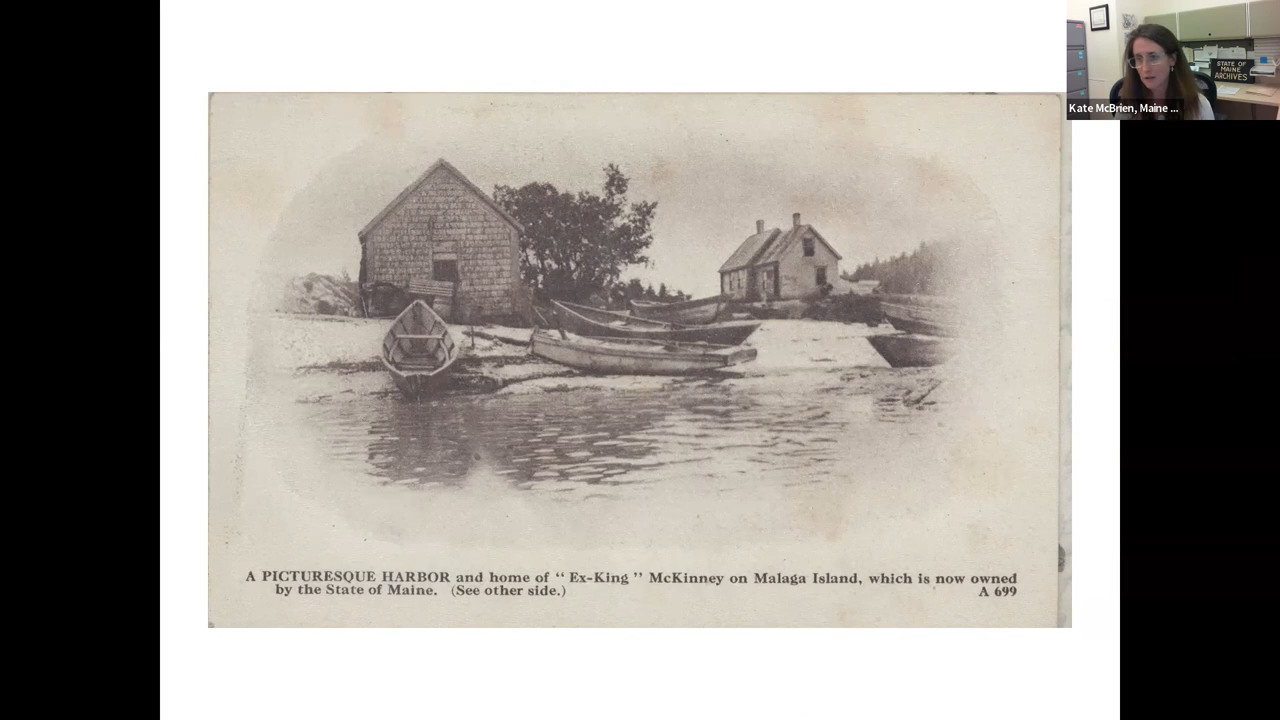 STATE OF
MAINE
ARCHIVES
Kate McBrien, Maine ...
A PICTURESQUE HARBOR and home of “ Ex-King ” McKinney on Malaga Island, which is now owned
by the State of Maine. (See other side.)
A 699